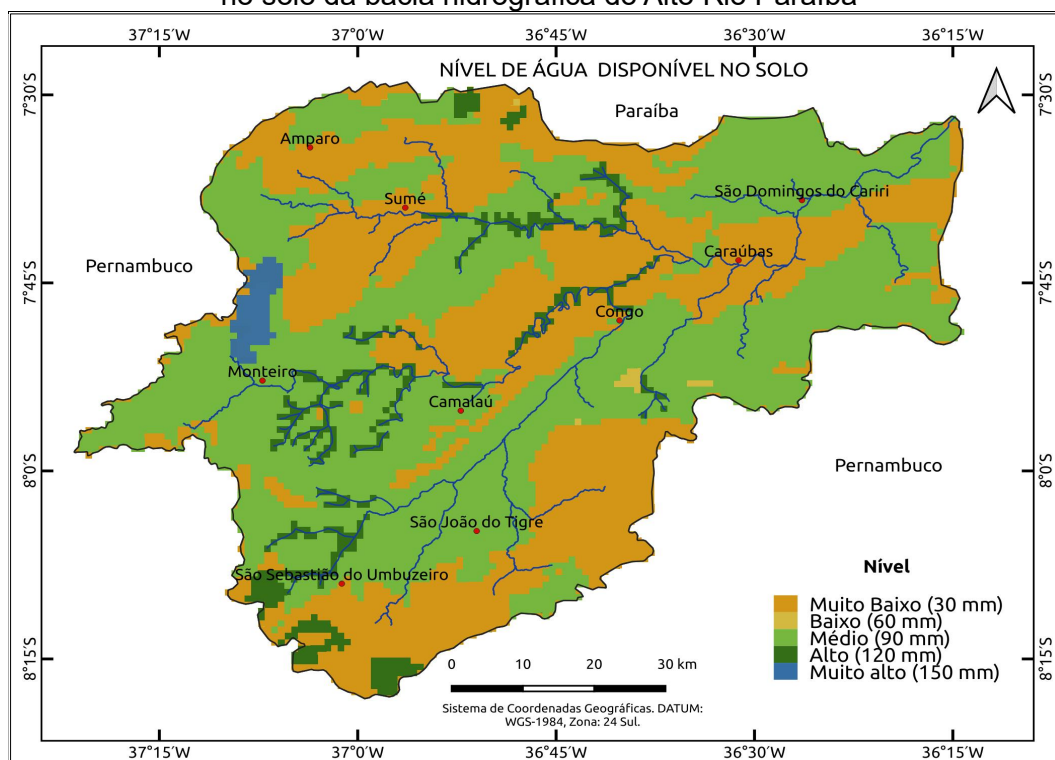 no solo da bacia hidrográfica do Alto Rio Paraíba
37°15′W 37°0′W 36°45′W 36°30′W 36°15′W
NÍVEL DE ÁGUA DISPONÍVEL NO SOLO
7°30′S 7°30′S
Paraíba
Amparo
São Domingos do Cariri
Sumé
Caraúbas
Pernambuco
7°45′S 7°45′S
Congo
Monteiro
Camalaú
8°0′S Pernambuco 8°0′S
São João do Tigre
Nível
São Sebastião do Umbuzeiro
Muito Baixo (30 mm)
Baixo (60 mm)
Médio (90 mm)
Alto (120 mm)
Muito alto (150 mm)
8°15′S 8°15′S
0 10 20 30 km
Sistema de Coordenadas Geográficas. DATUM:
WGS-1984, Zona: 24 Sul.
37°15′W 37°0′W 36°45′W 36°30′W 36°15′W